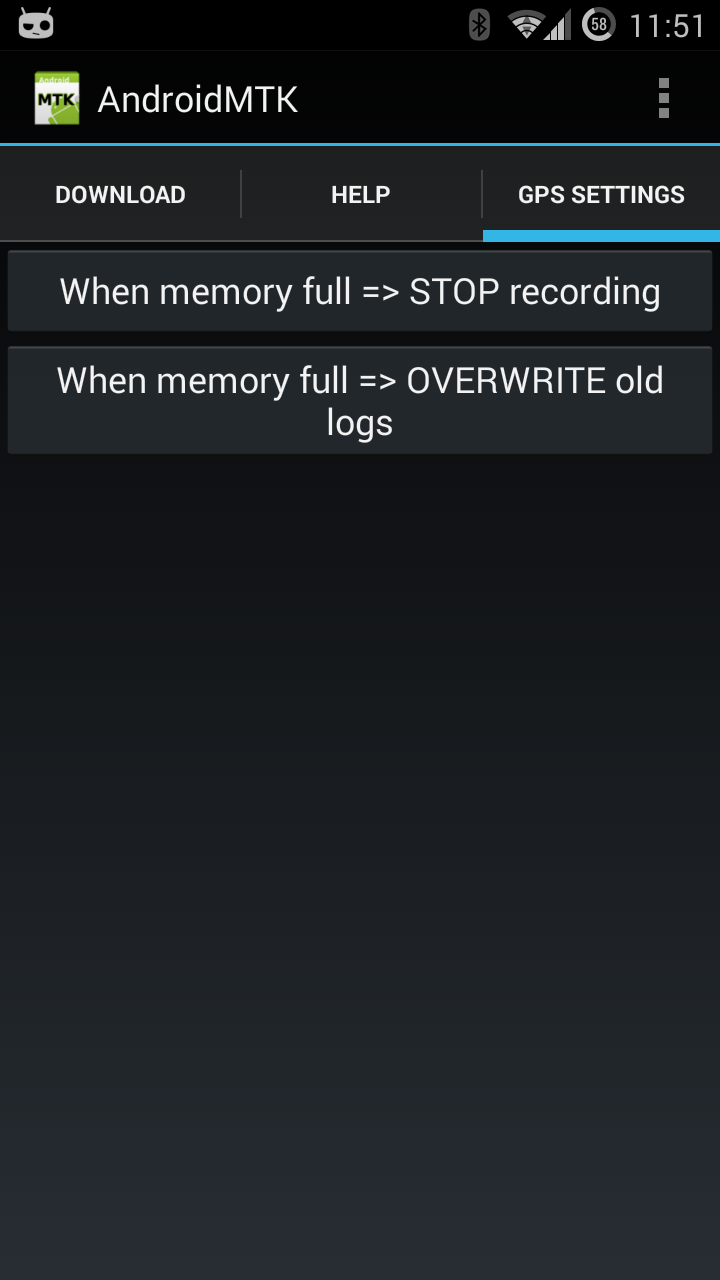 58 11:51
Android
MTK
AndroidMTK
DOWNLOAD HELP GPS SETTINGS
When memory full => STOP recording
When memory full => OVERWRITE old
logs